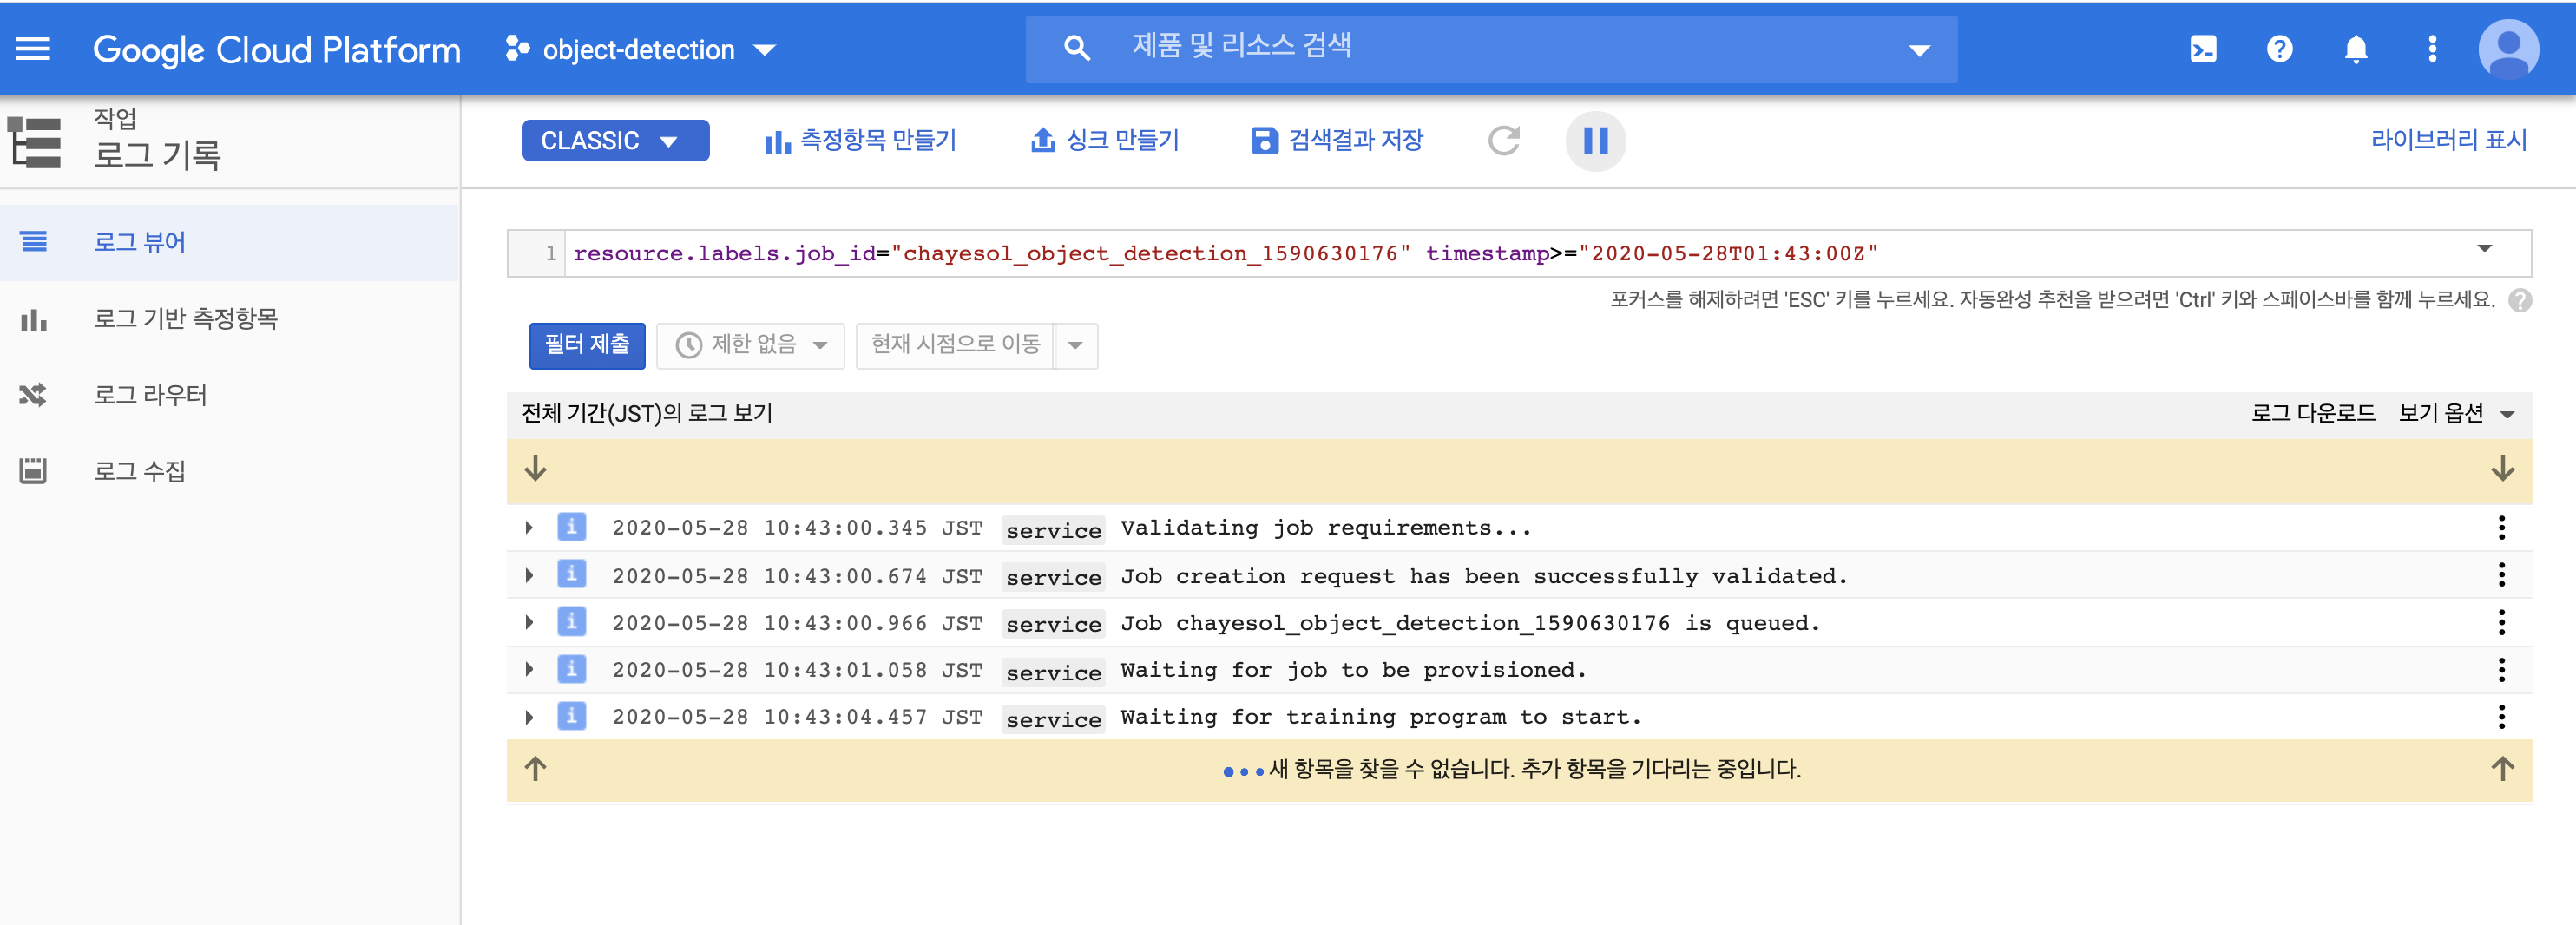 Google Cloud Platform object-detection 제품 및 리소스 검색
작업
로그 기록
CLASSIC 측정항목 만들기 싱크 만들기 검색결과 저장 라이브러리 표시
로그 뷰어
로그 기반 측정항목
로그 라우터
로그 수집
1 resource.labels.job_id="chayesol_object_detection_1590630176" timestamp>="2020-05-28T01:43:00Z"
포커스를 해제하려면 'ESC' 키를 누르세요. 자동완성 추천을 받으려면 'Ctrl' 키와 스페이스바를 함께 누르세요.
필터 제출 제한 없음 현재 시점으로 이동
전체 기간(JST)의 로그 보기 로그 다운로드 보기 옵션
2020-05-28 10:43:00.345 JST service Validating job requirements...
2020-05-28 10:43:00.674 JST service Job creation request has been successfully validated.
2020-05-28 10:43:00.966 JST service Job chayesol_object_detection_1590630176 is queued.
2020-05-28 10:43:01.058 JST service Waiting for job to be provisioned.
2020-05-28 10:43:04.457 JST service Waiting for training program to start.
새 항목을 찾을 수 없습니다. 추가 항목을 기다리는 중입니다.